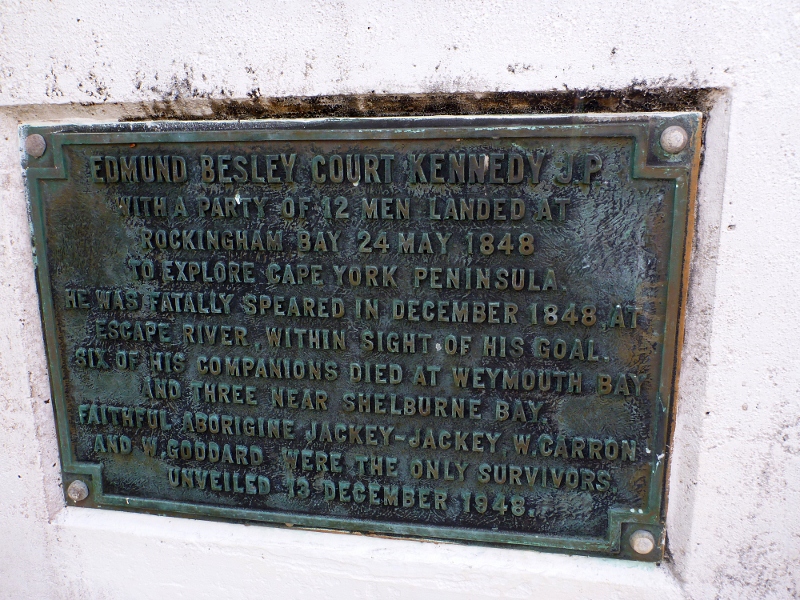 EDMUND BESLEY COURT KENNEDY J.P.
WITH A PARTY OF 12 MEN LANDED AT
ROCKINGHAM BAY 24 MAY 1848
TO EXPLORE CAPE YORK PENINSULA.
HE WAS FATALLY SPEARED IN DECEMBER 1848, AT
ESCAPE RIVER, WITHIN SIGHT OF HIS GOAL.
SIX OF HIS COMPANIONS DIED AT WEYMOUTH BAY
AND THREE NEAR SHELBURNE BAY.
FAITHFUL ABORIGINE JACKEY-JACKEY, W. CARRON
AND W. GODDARD WERE THE ONLY SURVIVORS
UNVEILED 13 DECEMBER 1948.